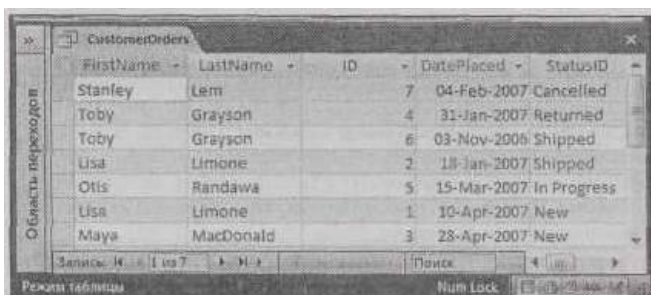 »
CustomerOrders
FirstName LastName ID DatePlaced StatusID
Stanley Lem 7 04-Feb-2007 Cancelled
Toby Grayson 4 31-Jan-2007 Returned
Toby Grayson 6 03-Nov-2006 Shipped
Lisa Limone 2 18-Jan-2007 Shipped
Otis Randawa 5 15-Mar-2007 In Progress
Lisa Limone 1 10-Apr-2007 New
Maya MacDonald 3 28-Apr-2007 New
Область переходов
Запись: 1 из 7 Поиск
Режим таблицы Num Lock